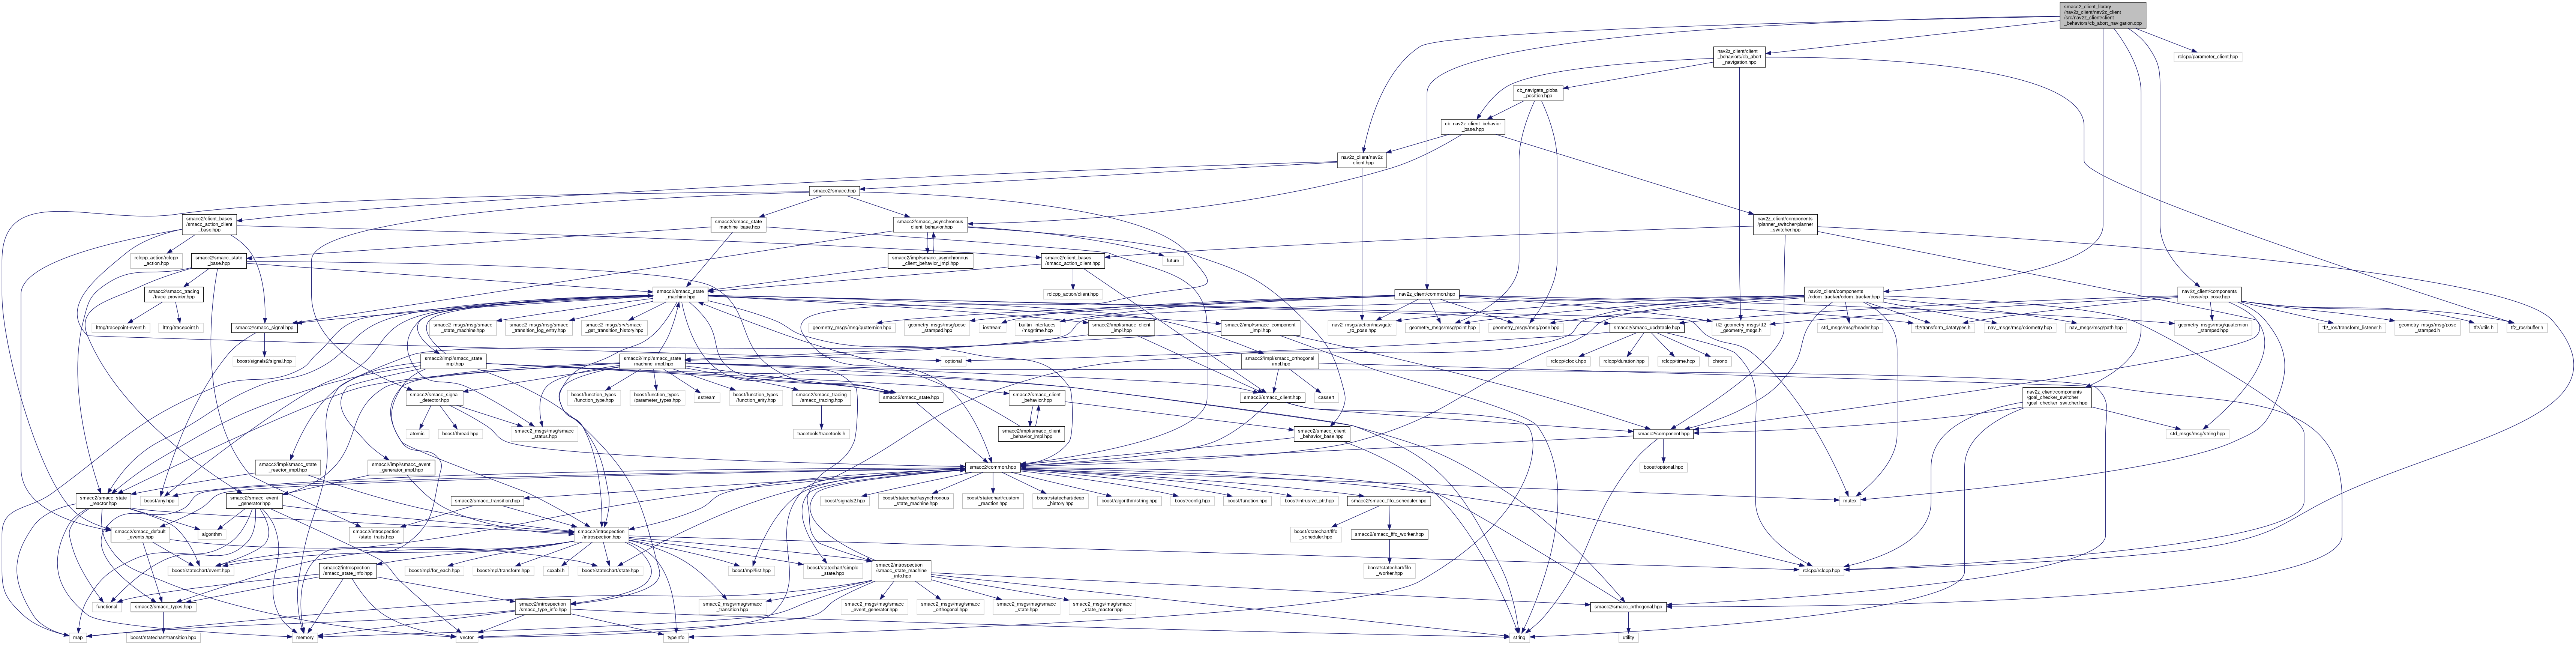 smacc2_client_library
/nav2z_client/nav2z_client
/src/nav2z_client/client
_behaviors/cb_abort_navigation.cpp
nav2z_client/client
_behaviors/cb_abort
_navigation.hpp
rclcpp/parameter_client.hpp
cb_navigate_global
_position.hpp
cb_nav2z_client_behavior
_base.hpp
nav2z_client/nav2z
_client.hpp
smacc2/smacc.hpp
smacc2/client_bases
/smacc_action_client
_base.hpp
smacc2/smacc_state
_machine_base.hpp
smacc2/smacc_asynchronous
_client_behavior.hpp
nav2z_client/components
/planner_switcher/planner
_switcher.hpp
rclcpp_action/rclcpp
_action.hpp
smacc2/smacc_state
_base.hpp
smacc2/impl/smacc_asynchronous
_client_behavior_impl.hpp
smacc2/client_bases
/smacc_action_client.hpp
future
smacc2/smacc_tracing
/trace_provider.hpp
smacc2/smacc_state
_machine.hpp
rclcpp_action/client.hpp
nav2z_client/common.hpp
nav2z_client/components
/odom_tracker/odom_tracker.hpp
nav2z_client/components
/pose/cp_pose.hpp
lttng/tracepoint-event.h
lttng/tracepoint.h
smacc2/smacc_signal.hpp
smacc2_msgs/msg/smacc
_state_machine.hpp
smacc2_msgs/msg/smacc
_transition_log_entry.hpp
smacc2_msgs/srv/smacc
_get_transition_history.hpp
geometry_msgs/msg/quaternion.hpp
geometry_msgs/msg/pose
_stamped.hpp
iostream
builtin_interfaces
/msg/time.hpp
smacc2/impl/smacc_client
_impl.hpp
smacc2/impl/smacc_component
_impl.hpp
nav2_msgs/action/navigate
_to_pose.hpp
geometry_msgs/msg/point.hpp
geometry_msgs/msg/pose.hpp
smacc2/smacc_updatable.hpp
tf2_geometry_msgs/tf2
_geometry_msgs.h
std_msgs/msg/header.hpp
tf2/transform_datatypes.h
nav_msgs/msg/odometry.hpp
nav_msgs/msg/path.hpp
geometry_msgs/msg/quaternion
_stamped.hpp
tf2_ros/transform_listener.h
geometry_msgs/msg/pose
_stamped.h
tf2/utils.h
tf2_ros/buffer.h
boost/signals2/signal.hpp
smacc2/impl/smacc_state
_impl.hpp
smacc2/impl/smacc_state
_machine_impl.hpp
optional
smacc2/impl/smacc_orthogonal
_impl.hpp
rclcpp/clock.hpp
rclcpp/duration.hpp
rclcpp/time.hpp
chrono
smacc2/smacc_signal
_detector.hpp
boost/function_types
/function_type.hpp
boost/function_types
/parameter_types.hpp
sstream
boost/function_types
/function_arity.hpp
smacc2/smacc_tracing
/smacc_tracing.hpp
smacc2/smacc_state.hpp
smacc2/smacc_client
_behavior.hpp
smacc2/smacc_client.hpp
cassert
nav2z_client/components
/goal_checker_switcher
/goal_checker_switcher.hpp
atomic
boost/thread.hpp
smacc2_msgs/msg/smacc
_status.hpp
tracetools/tracetools.h
smacc2/impl/smacc_client
_behavior_impl.hpp
smacc2/smacc_client
_behavior_base.hpp
smacc2/component.hpp
std_msgs/msg/string.hpp
smacc2/impl/smacc_state
_reactor_impl.hpp
smacc2/impl/smacc_event
_generator_impl.hpp
smacc2/common.hpp
boost/optional.hpp
smacc2/smacc_state
_reactor.hpp
boost/any.hpp
smacc2/smacc_event
_generator.hpp
smacc2/smacc_transition.hpp
boost/signals2.hpp
boost/statechart/asynchronous
_state_machine.hpp
boost/statechart/custom
_reaction.hpp
boost/statechart/deep
_history.hpp
boost/algorithm/string.hpp
boost/config.hpp
boost/function.hpp
boost/intrusive_ptr.hpp
smacc2/smacc_fifo_scheduler.hpp
mutex
smacc2/smacc_default
_events.hpp
algorithm
smacc2/introspection
/state_traits.hpp
smacc2/introspection
/introspection.hpp
boost/statechart/fifo
_scheduler.hpp
smacc2/smacc_fifo_worker.hpp
boost/statechart/event.hpp
smacc2/introspection
/smacc_state_info.hpp
boost/mpl/for_each.hpp
boost/mpl/transform.hpp
cxxabi.h
boost/statechart/state.hpp
boost/mpl/list.hpp
boost/statechart/simple
_state.hpp
smacc2/introspection
/smacc_state_machine
_info.hpp
boost/statechart/fifo
_worker.hpp
rclcpp/rclcpp.hpp
functional
smacc2/smacc_types.hpp
smacc2/introspection
/smacc_type_info.hpp
smacc2_msgs/msg/smacc
_transition.hpp
smacc2_msgs/msg/smacc
_event_generator.hpp
smacc2_msgs/msg/smacc
_orthogonal.hpp
smacc2_msgs/msg/smacc
_state.hpp
smacc2_msgs/msg/smacc
_state_reactor.hpp
smacc2/smacc_orthogonal.hpp
map
boost/statechart/transition.hpp
memory
vector
typeinfo
string
utility